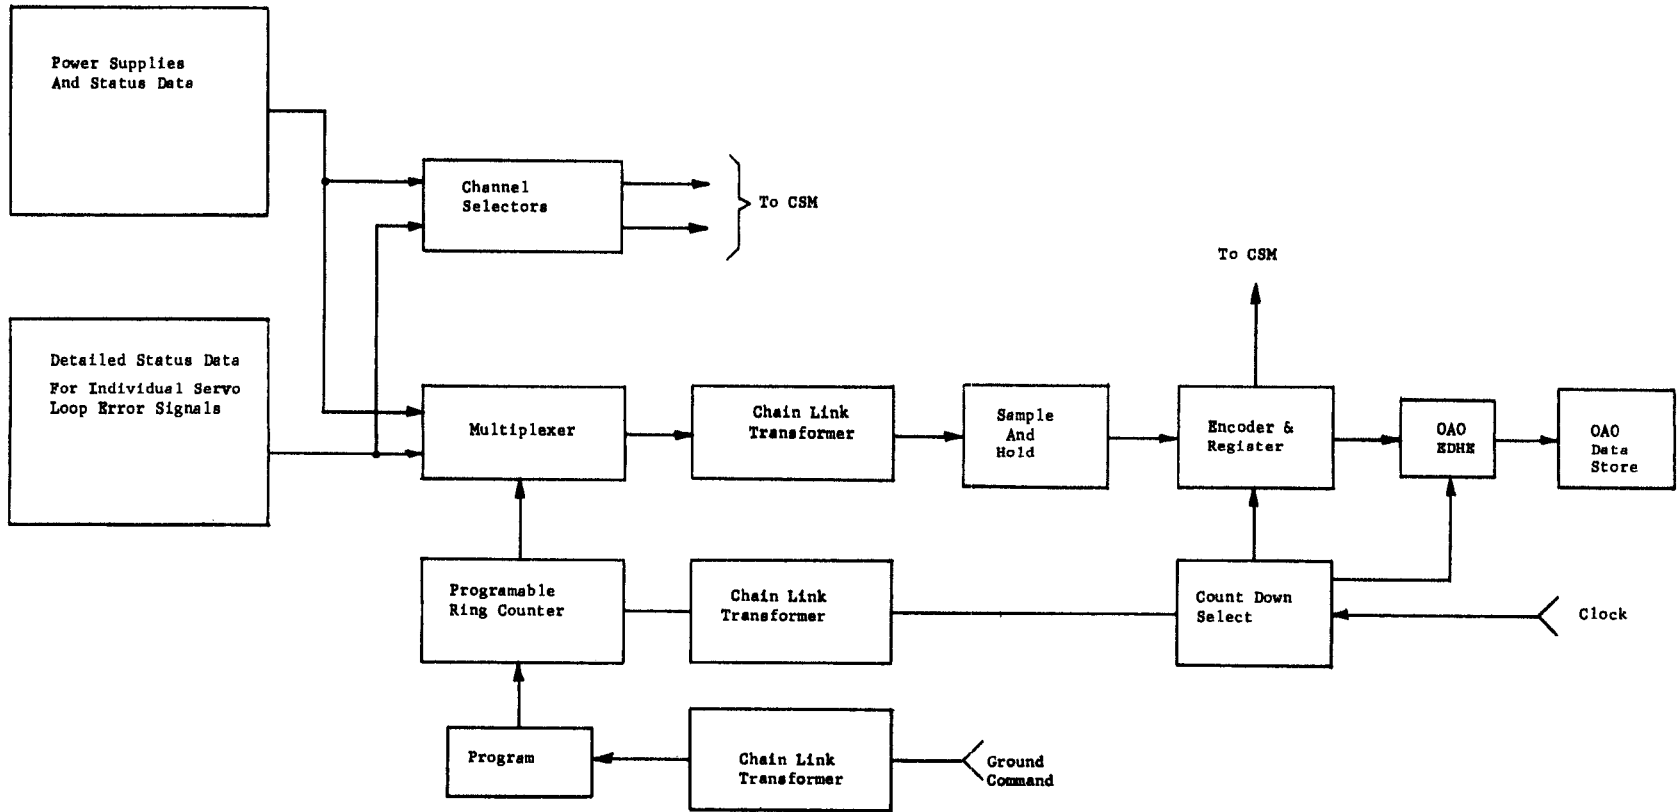 Power Supplies
And Status Data
Channel
Selectors
To CSM
To CSM
Detailed Status Data
For Individual Servo
Loop Error Signals
Multiplexer
Chain Link
Transformer
Sample
And
Hold
Encoder &
Register
OAO
EDHE
OAO
Data
Store
Programable
Ring Counter
Chain Link
Transformer
Count Down
Select
Clock
Program
Chain Link
Transformer
Ground
Command